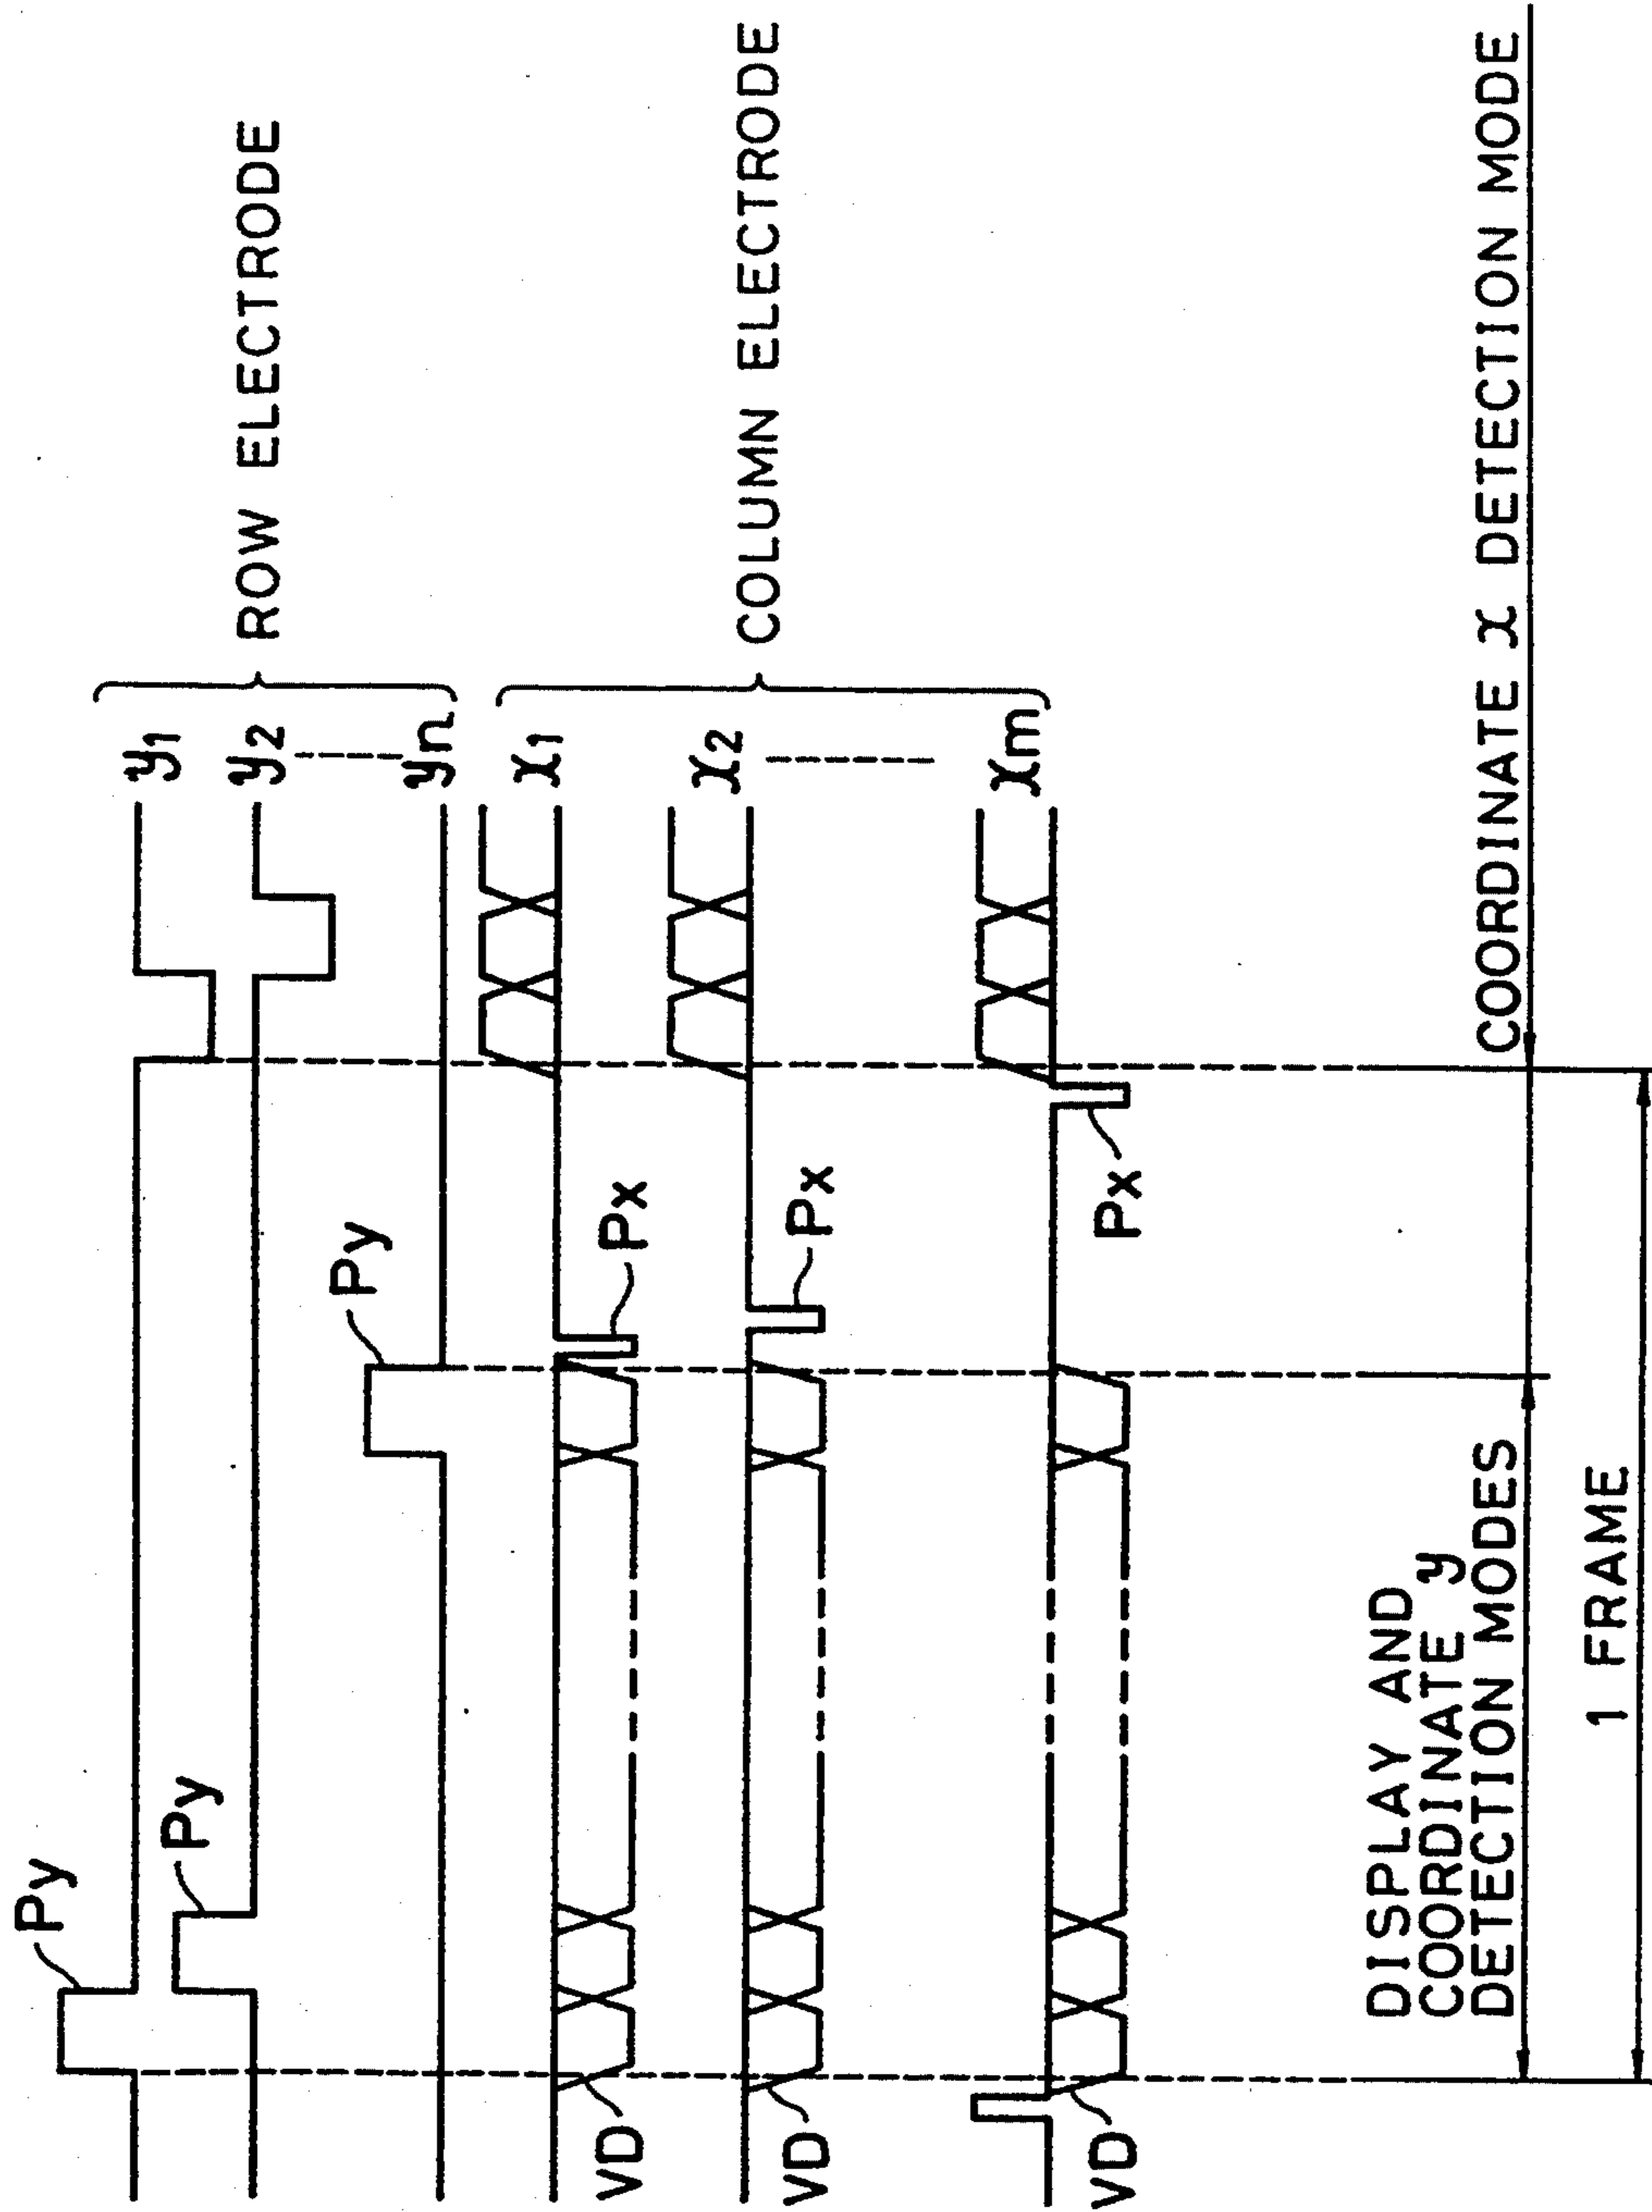 Py
Py
Py
y1
y2
yn
ROW ELECTRODE
VD
Px
x1
VD
Px
x2
COLUMN ELECTRODE
VD
Px
xm
DISPLAY AND
COORDINATE y
DETECTION MODES
COORDINATE x DETECTION MODE
1 FRAME